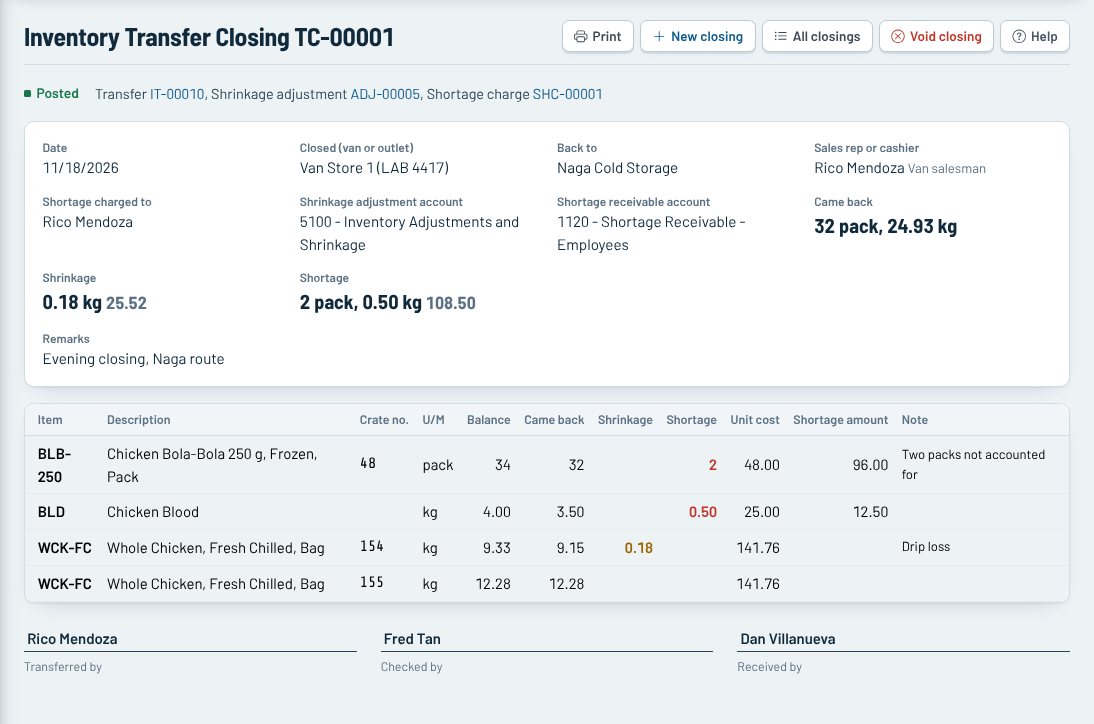 Inventory Transfer Closing TC-00001
Print
New closing
All closings
Void closing
Help
Posted Transfer IT-00010, Shrinkage adjustment ADJ-00005, Shortage charge SHC-00001
Date Closed (van or outlet) Back to Sales rep or cashier
11/18/2026 Van Store 1 (LAB 4417) Naga Cold Storage Rico Mendoza Van salesman
Shortage charged to Shrinkage adjustment account Shortage receivable account Came back
Rico Mendoza 5100 - Inventory Adjustments and 1120 - Shortage Receivable - 32 pack, 24.93 kg
Shrinkage Employees
Shrinkage Shortage
0.18 kg 25.52 2 pack, 0.50 kg 108.50
Remarks
Evening closing, Naga route
Item Description Crate no. U/M Balance Came back Shrinkage Shortage Unit cost Shortage amount Note
BLB- Chicken Bola-Bola 250 g, Frozen, 48 pack 34 32 2 48.00 96.00 Two packs not accounted
250 Pack for
BLD Chicken Blood kg 4.00 3.50 0.50 25.00 12.50
WCK-FC Whole Chicken, Fresh Chilled, Bag 154 kg 9.33 9.15 0.18 141.76 Drip loss
WCK-FC Whole Chicken, Fresh Chilled, Bag 155 kg 12.28 12.28 141.76
Rico Mendoza Fred Tan Dan Villanueva
Transferred by Checked by Received by